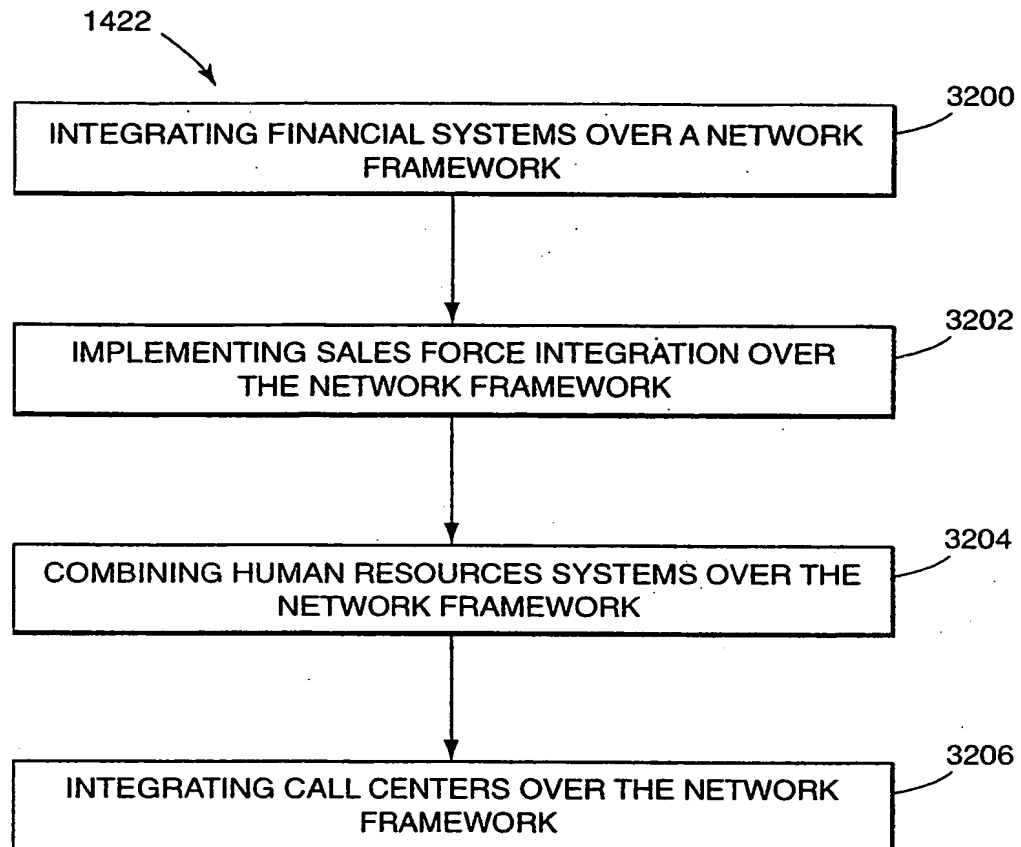 1422
3200
INTEGRATING FINANCIAL SYSTEMS OVER A NETWORK
FRAMEWORK
3202
IMPLEMENTING SALES FORCE INTEGRATION OVER
THE NETWORK FRAMEWORK
3204
COMBINING HUMAN RESOURCES SYSTEMS OVER THE
NETWORK FRAMEWORK
3206
INTEGRATING CALL CENTERS OVER THE NETWORK
FRAMEWORK